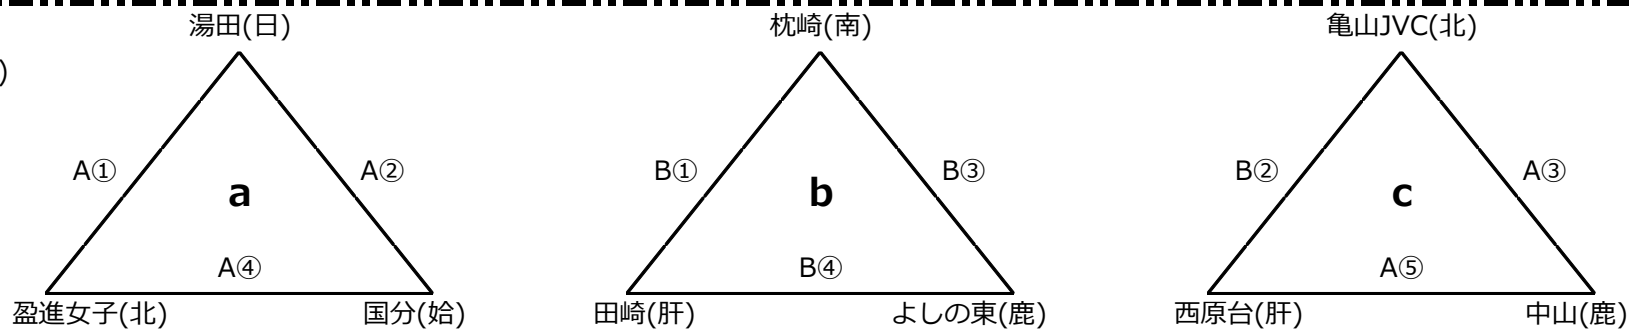 湯田(日) 枕崎(南) 亀山JVC(北)
)
A① A② B① B③ B② A③
a b c
A④ B④ A⑤
盈進女子(北) 国分(姶) 田崎(肝) よしの東(鹿) 西原台(肝) 中山(鹿)